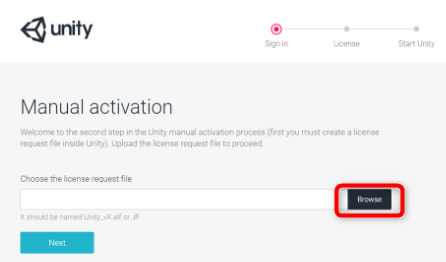 unity
Sign in
License
Start Unity
Manual activation
Welcome to the second step in the Unity manual activation process (first you must create a license
request file inside Unity). Upload the license request file to proceed.
Choose the license request file
Browse
It should be named Unity_vX.alf or .ilf
Next